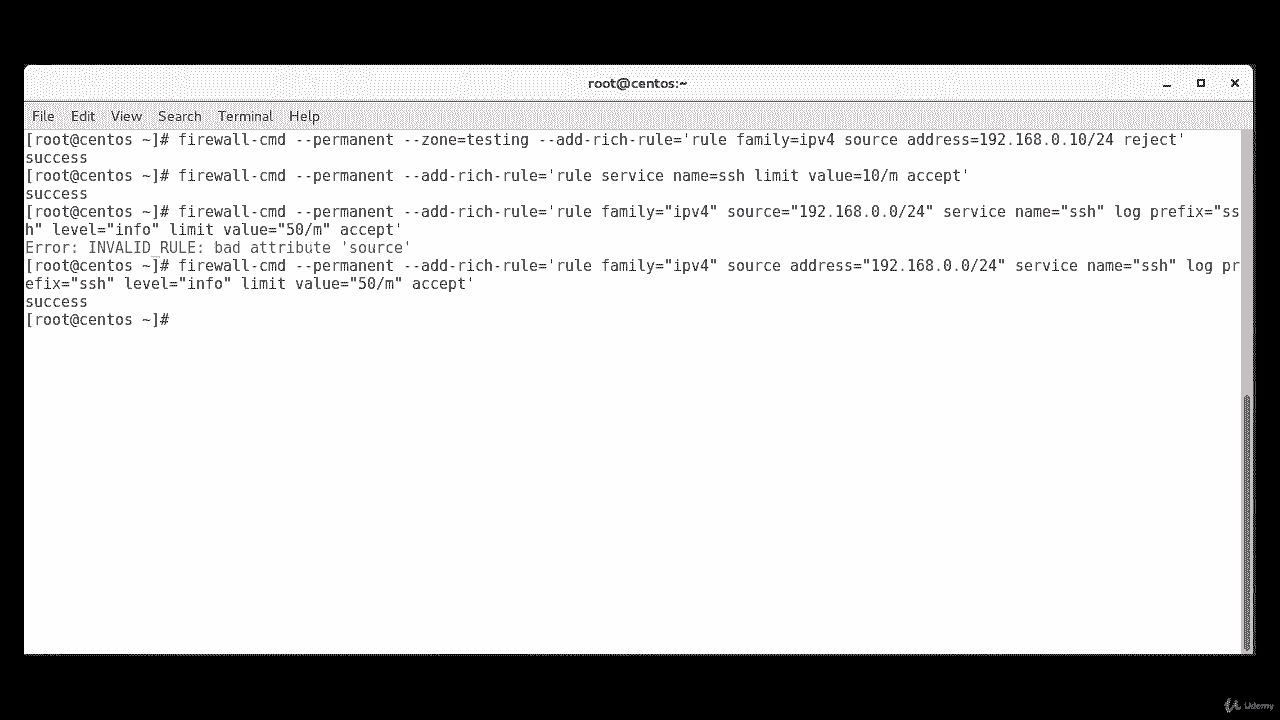 root@centos:~
File Edit View Search Terminal Help
[root@centos ~]# firewall-cmd --permanent --zone=testing --add-rich-rule='rule family=ipv4 source address=192.168.0.10/24 reject'
success
[root@centos ~]# firewall-cmd --permanent --add-rich-rule='rule service name=ssh limit value=10/m accept'
success
[root@centos ~]# firewall-cmd --permanent --add-rich-rule='rule family="ipv4" source="192.168.0.0/24" service name="ssh" log prefix="ss
h" level="info" limit value="50/m" accept'
Error: INVALID_RULE: bad attribute 'source'
[root@centos ~]# firewall-cmd --permanent --add-rich-rule='rule family="ipv4" source address="192.168.0.0/24" service name="ssh" log pr
efix="ssh" level="info" limit value="50/m" accept'
success
[root@centos ~]#
Udemy